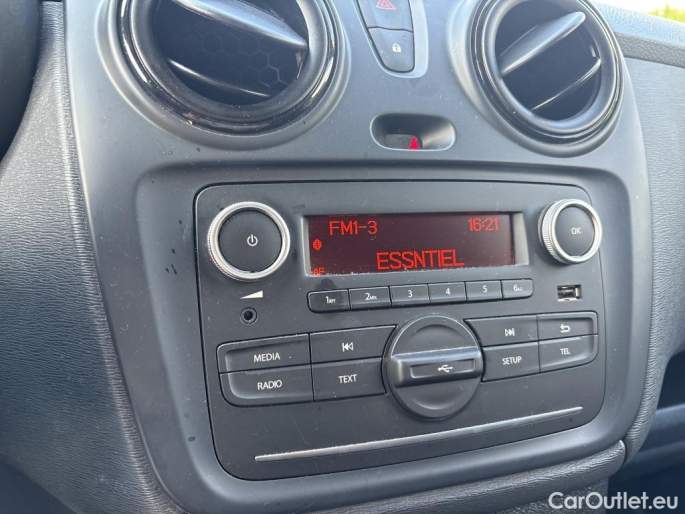 FM1-3 16:21
ESSNTIEL
AF
OK
1 2 3 4 5 6
MEDIA
SETUP TEL
RADIO TEXT
CarOutlet.eu